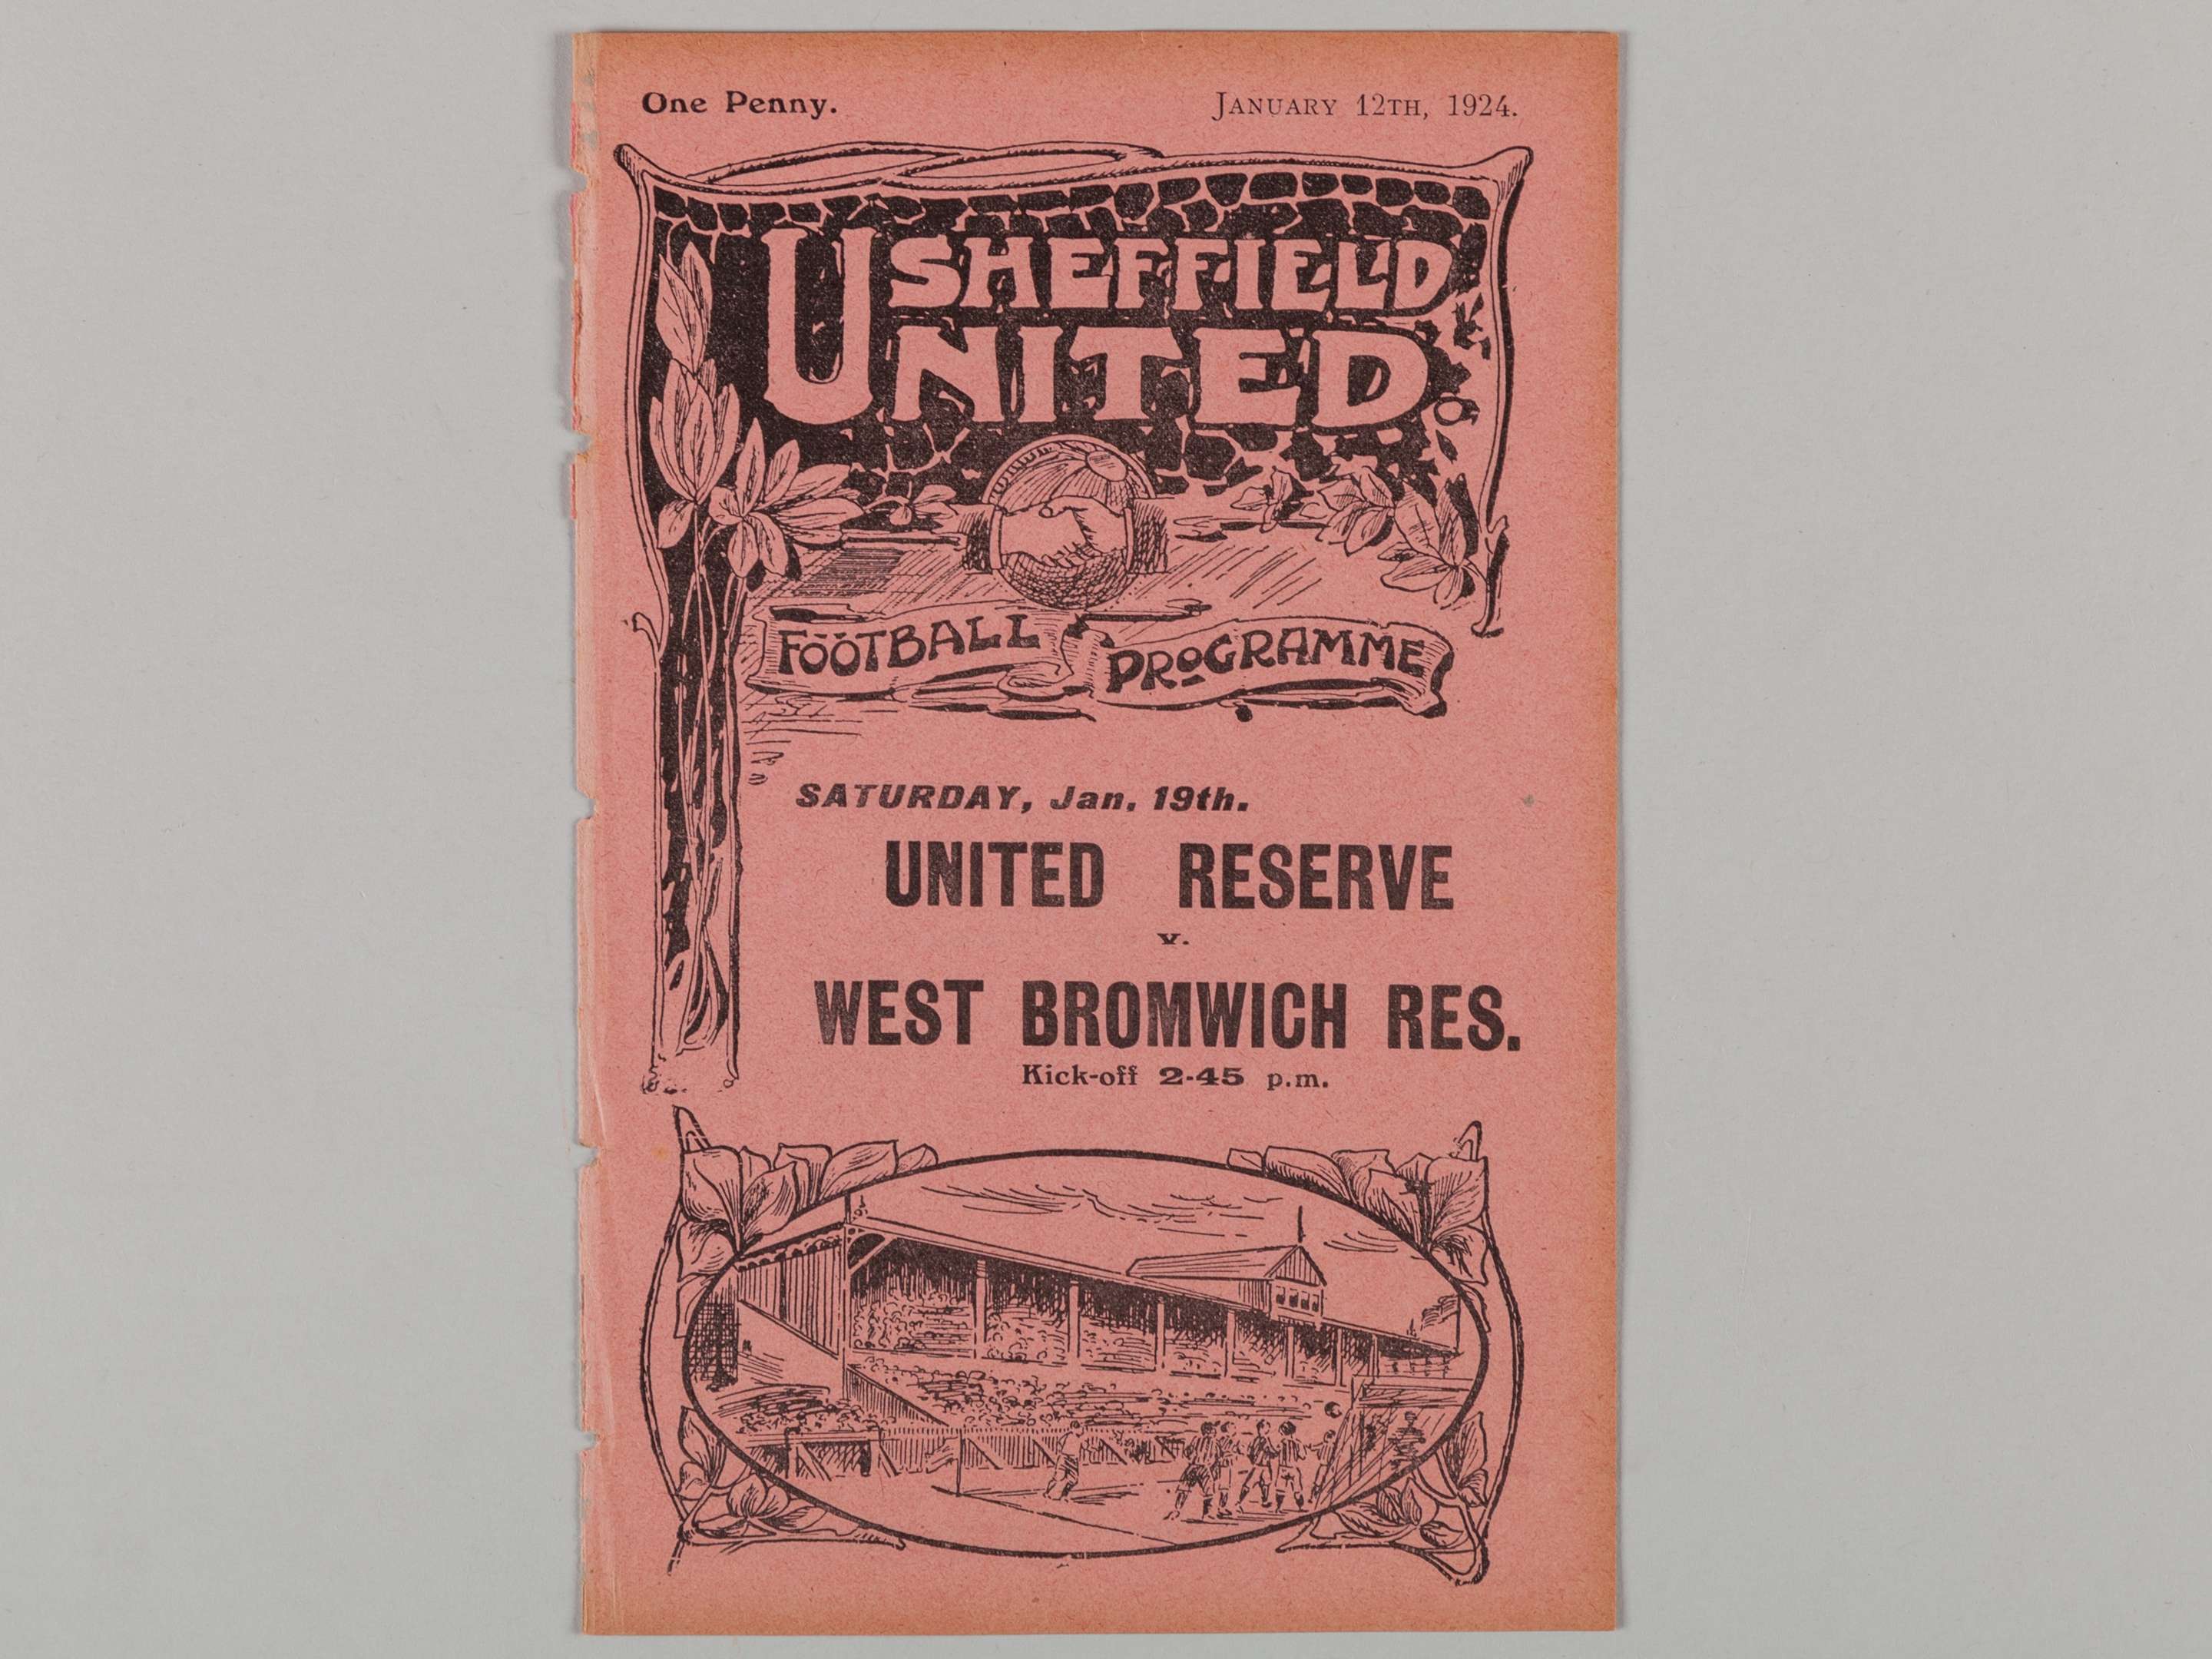 One Penny. JANUARY 12TH, 1924.
SHEFFIELD
UNITED
FOOTBALL PROGRAMME
SATURDAY, Jan. 19th.
UNITED RESERVE
v.
WEST BROMWICH RES.
Kick-off 2-45 p.m.